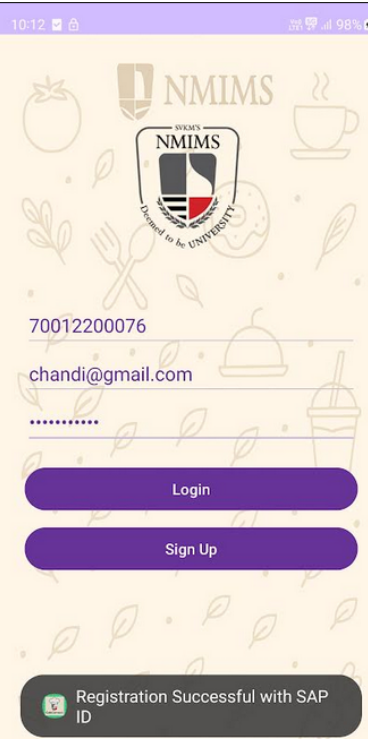 10:12
98%
NMIMS
SVKM'S
NMIMS
Deemed to be UNIVERSITY
70012200076
chandi@gmail.com
•••••••••••
Login
Sign Up
Registration Successful with SAP
ID